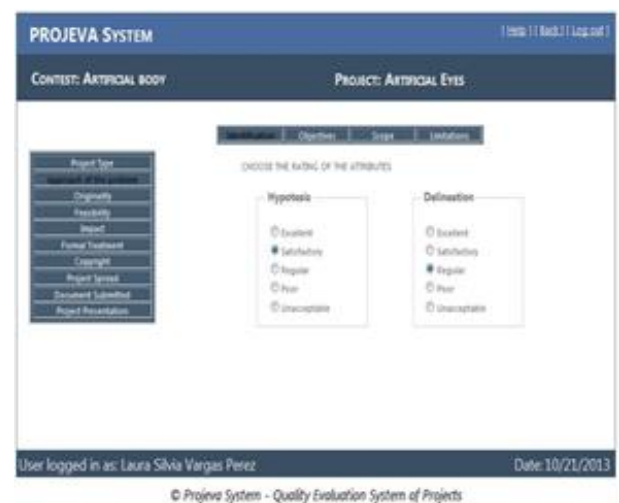 PROJEVA SYSTEM
[ Help ] [ Back ] [ Log out ]
CONTEST: ARTIFICIAL BODY
PROJECT: ARTIFICIAL EYES
Identification Objectives Scope Limitations
CHOOSE THE RATING OF THE ATTRIBUTES
Project Type
Approach of the problem
Originality
Feasibility
Impact
Formal Treatment
Copyright
Project Spread
Document Submitted
Project Presentation
Hypotesis
Excellent
Satisfactory
Regular
Poor
Unacceptable
Delineation
Excellent
Satisfactory
Regular
Poor
Unacceptable
User logged in as: Laura Silvia Vargas Perez
Date: 10/21/2013
© Projeva System - Quality Evaluation System of Projects